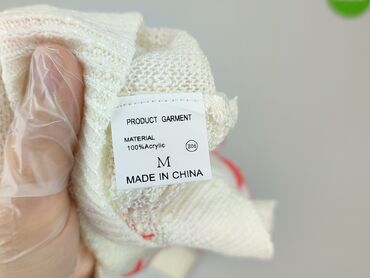 PRODUCT GARMENT
MATERIAL
100%Acrylic
M
MADE IN CHINA